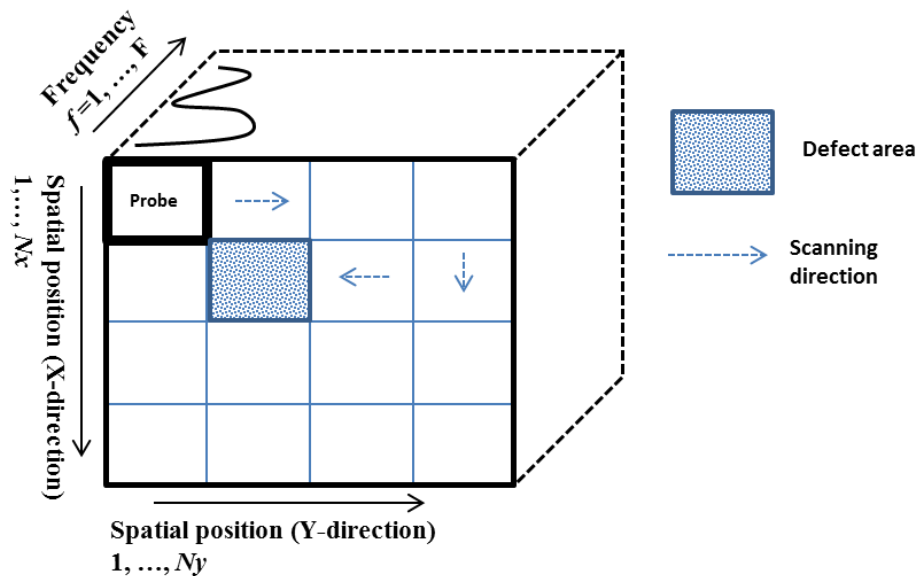 Frequency
f=1, ..., F
Spatial position (X-direction)
1,..., Nx
Probe
Defect area
Scanning
direction
Spatial position (Y-direction)
1, ..., Ny